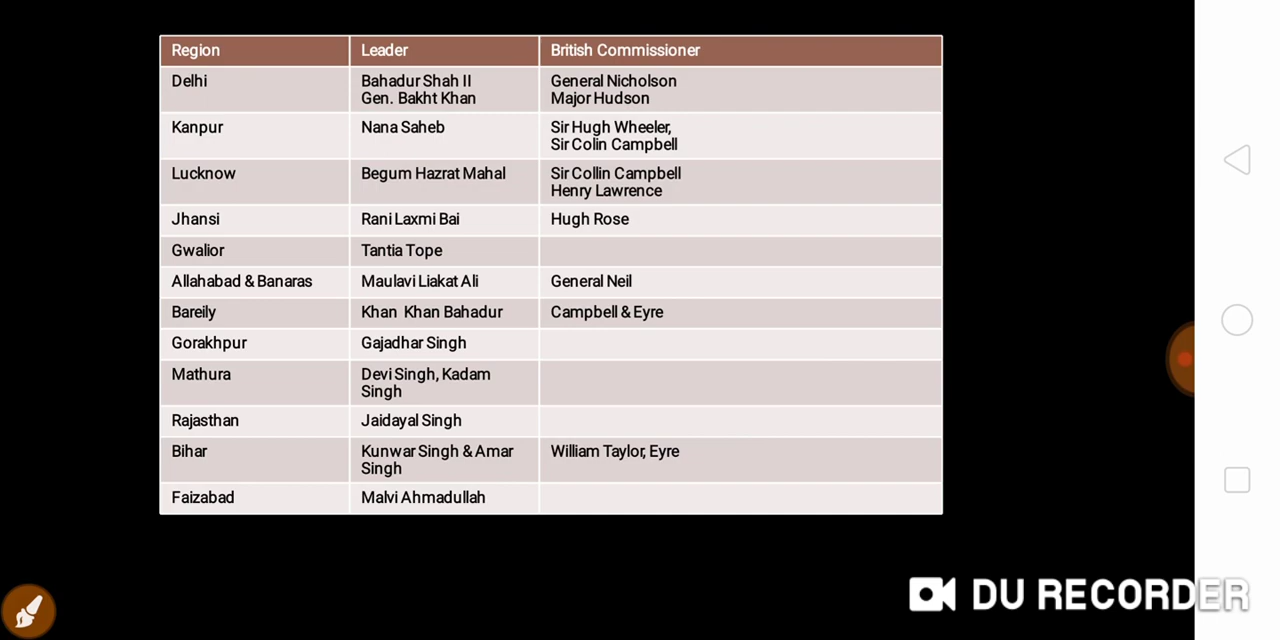 Region Leader British Commissioner
Delhi Bahadur Shah II General Nicholson
Gen. Bakht Khan Major Hudson
Kanpur Nana Saheb Sir Hugh Wheeler,
Sir Colin Campbell
Lucknow Begum Hazrat Mahal Sir Collin Campbell
Henry Lawrence
Jhansi Rani Laxmi Bai Hugh Rose
Gwalior Tantia Tope
Allahabad & Banaras Maulavi Liakat Ali General Neil
Bareily Khan Khan Bahadur Campbell & Eyre
Gorakhpur Gajadhar Singh
Mathura Devi Singh, Kadam
Singh
Rajasthan Jaidayal Singh
Bihar Kunwar Singh & Amar William Taylor, Eyre
Singh
Faizabad Malvi Ahmadullah
DU RECORDER